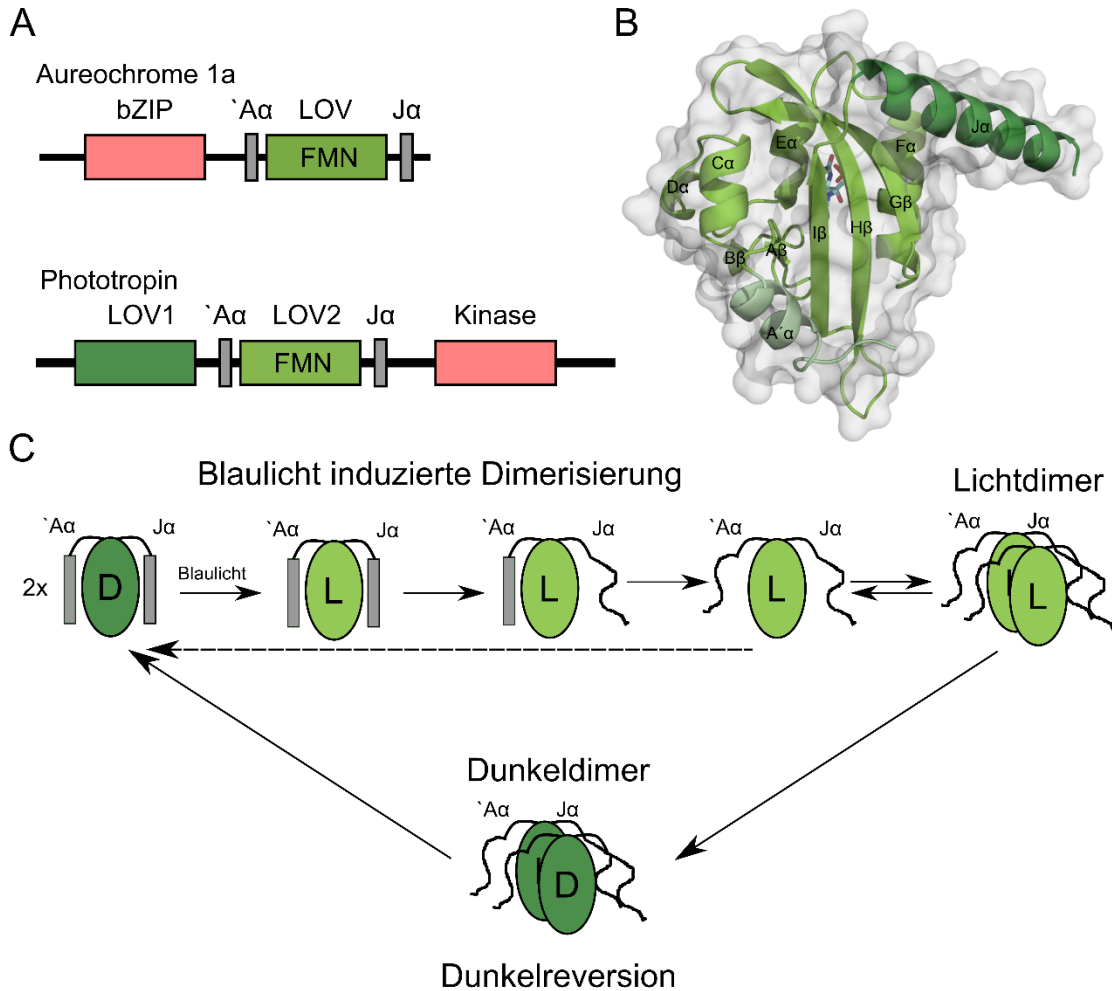 A
Aureochrome 1a
bZIP `Aα LOV Jα
FMN
Phototropin
LOV1 `Aα LOV2 Jα Kinase
FMN
B
Jα
Eα Fα
Cα
Dα
Gβ
Iβ Hβ
Bβ Aβ
A´α
C
Blaulicht induzierte Dimerisierung
Lichtdimer
`Aα Jα `Aα Jα `Aα Jα `Aα Jα `Aα Jα
2x D Blaulicht L L L L
Dunkeldimer
`Aα Jα
D
Dunkelreversion